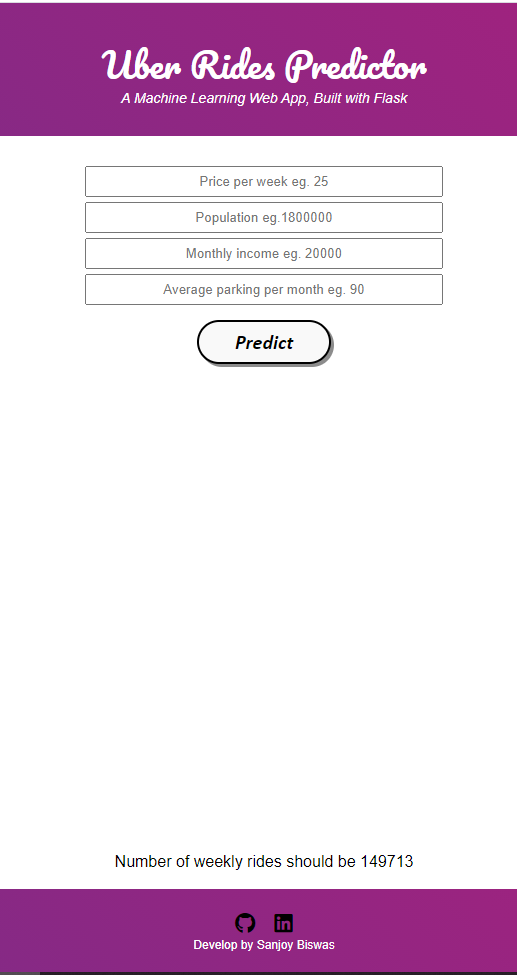 Uber Rides Predictor
A Machine Learning Web App, Built with Flask
Price per week eg. 25
Population eg.1800000
Monthly income eg. 20000
Average parking per month eg. 90
Predict
Number of weekly rides should be 149713
in
Develop by Sanjoy Biswas